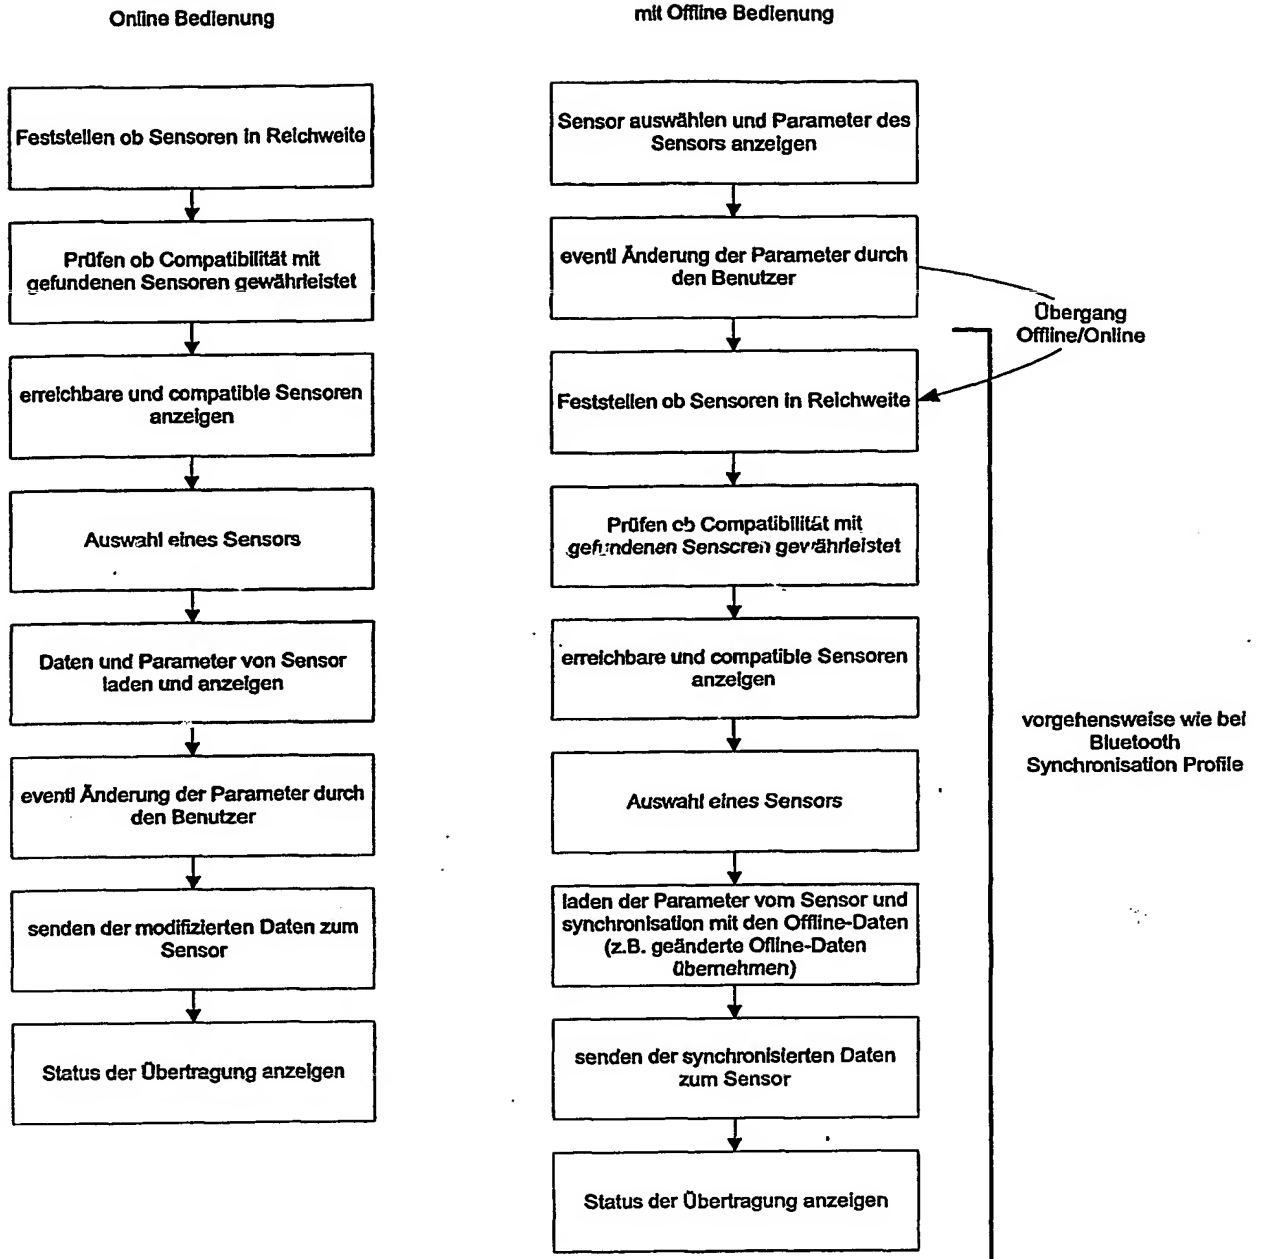 Online Bedienung
Feststellen ob Sensoren in Reichweite
Prüfen ob Compatibilität mit
gefundenen Sensoren gewährleistet
erreichbare und compatible Sensoren
anzeigen
Auswahl eines Sensors
Daten und Parameter von Sensor
laden und anzeigen
eventl Änderung der Parameter durch
den Benutzer
senden der modifizierten Daten zum
Sensor
Status der Übertragung anzeigen
mit Offline Bedienung
Sensor auswählen und Parameter des
Sensors anzeigen
eventl Änderung der Parameter durch
den Benutzer
Übergang
Offline/Online
Feststellen ob Sensoren in Reichweite
Prüfen ob Compatibilität mit
gefundenen Sensoren gewährleistet
erreichbare und compatible Sensoren
anzeigen
Auswahl eines Sensors
laden der Parameter vom Sensor und
synchronisation mit den Offline-Daten
(z.B. geänderte Ofline-Daten
übernehmen)
senden der synchronisierten Daten
zum Sensor
Status der Übertragung anzeigen
vorgehensweise wie bei
Bluetooth
Synchronisation Profile